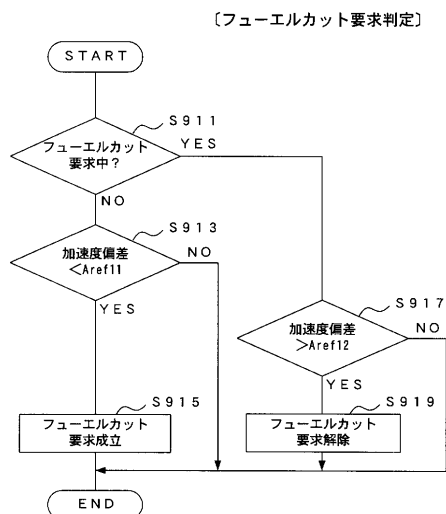 〔フューエルカット要求判定〕
START
S911
フューエルカット
要求中?
YES
NO
S913
加速度偏差
<Aref11
NO
YES
S917
加速度偏差
>Aref12
NO
YES
S915
フューエルカット
要求成立
S919
フューエルカット
要求解除
END